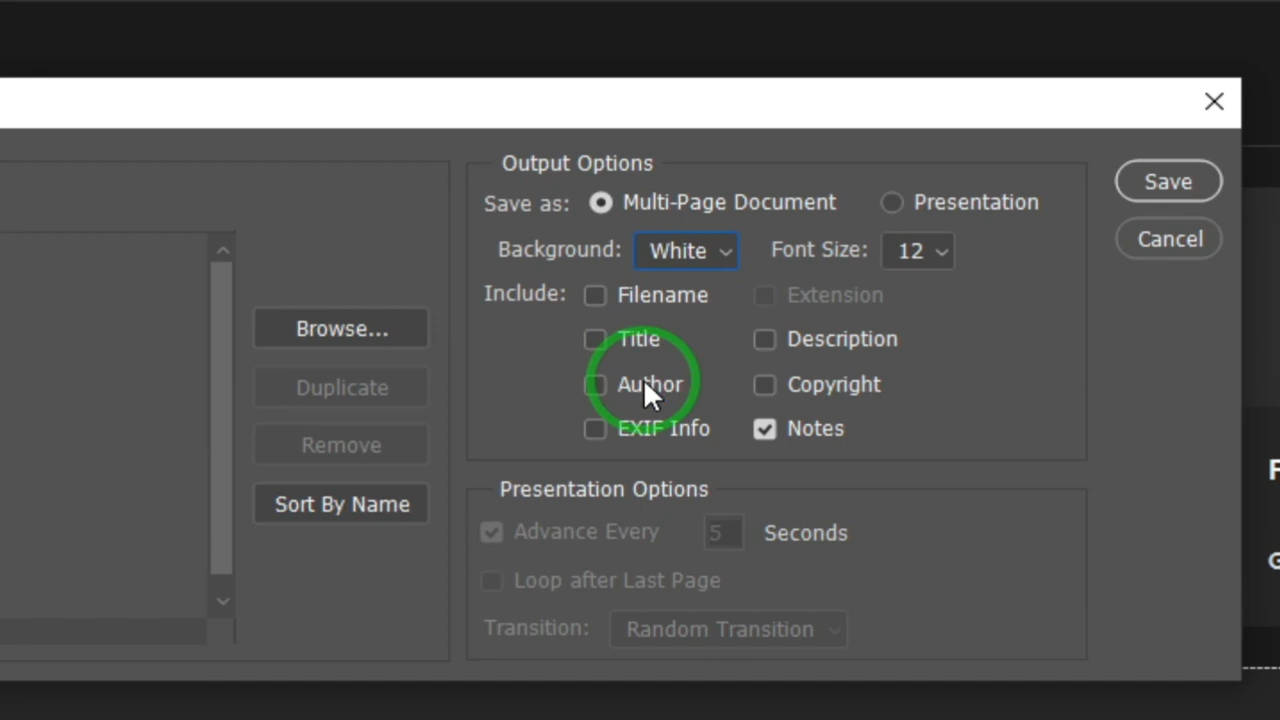 Output Options
Save as: Multi-Page Document Presentation
Background: White Font Size: 12
Include: Filename Extension
Title Description
Author Copyright
EXIF Info Notes
Presentation Options
Advance Every 5 Seconds
Loop after Last Page
Transition: Random Transition
Browse...
Duplicate
Remove
Sort By Name
Save
Cancel